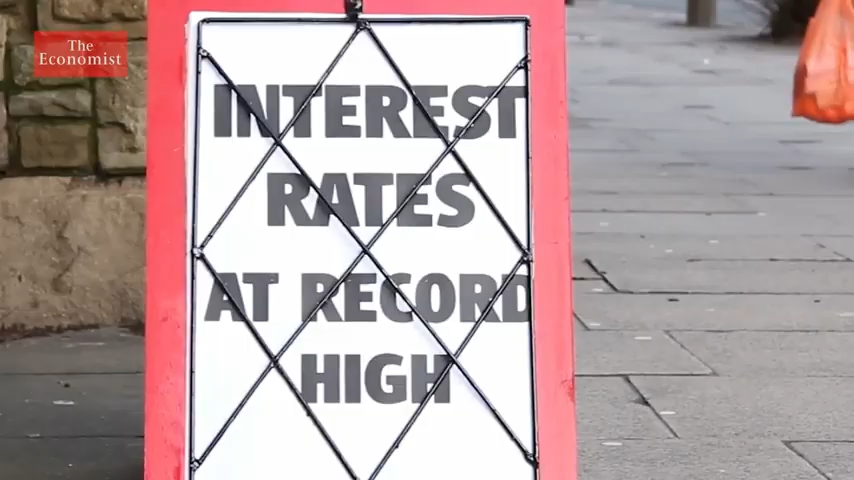 The
Economist
INTEREST
RATES
AT RECORD
HIGH